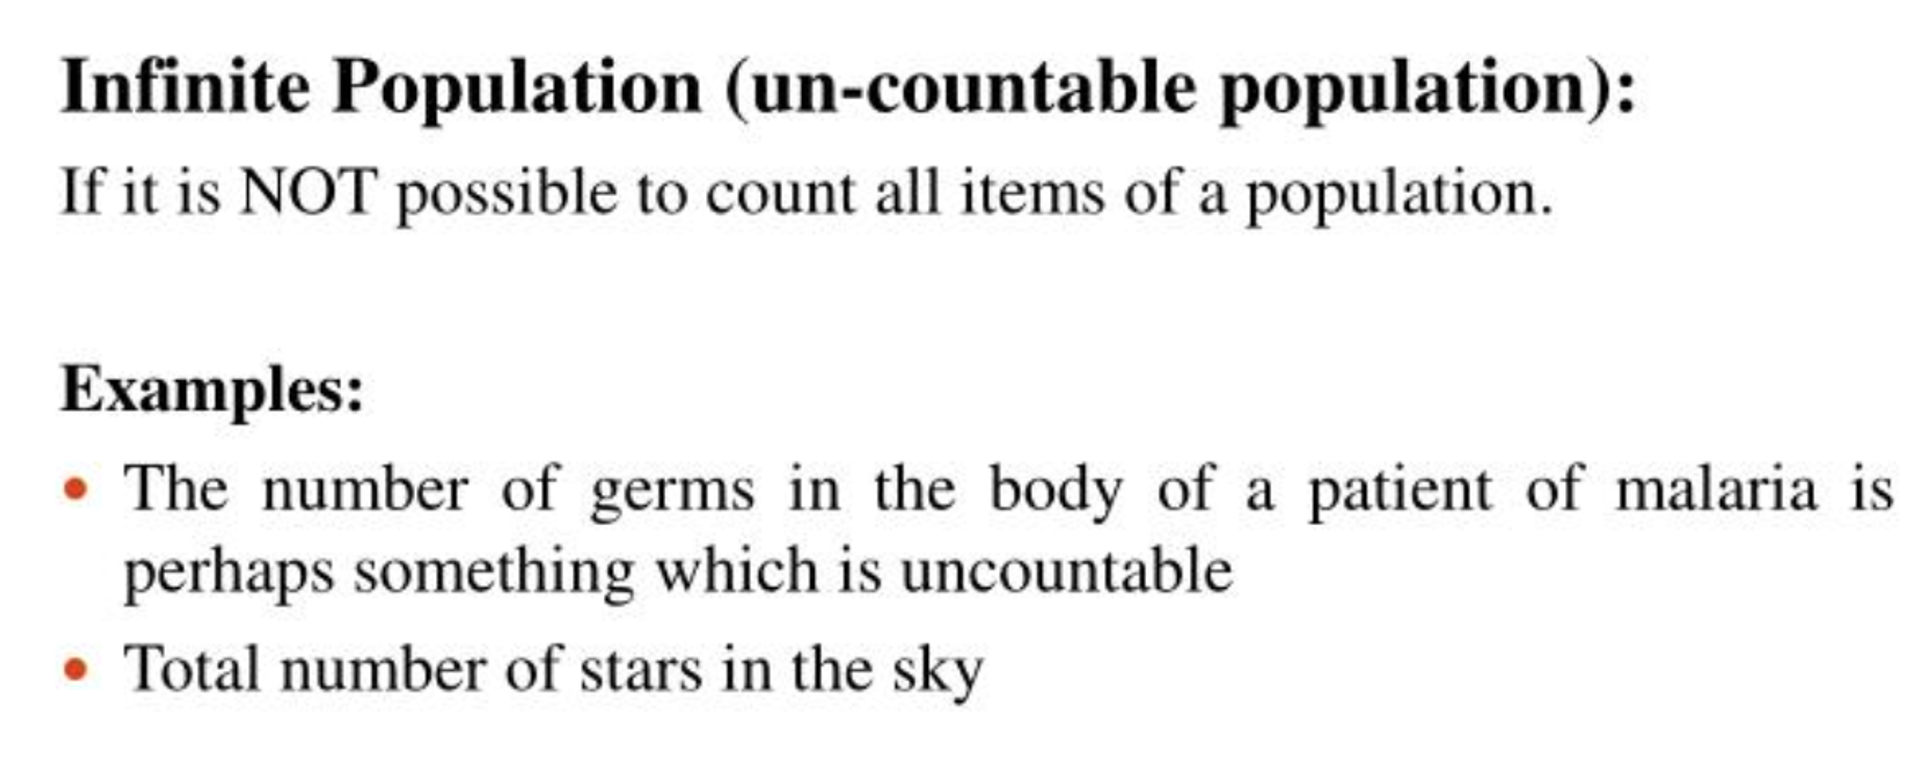 Infinite Population (un-countable population):
If it is NOT possible to count all items of a population.
Examples:
• The number of germs in the body of a patient of malaria is
perhaps something which is uncountable
• Total number of stars in the sky